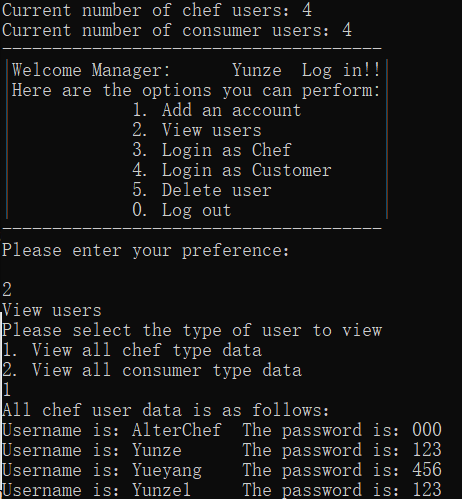 Current number of chef users: 4
Current number of consumer users: 4
--------------------------------------
|Welcome Manager:      Yunze  Log in!!|
|Here are the options you can perform:|
1. Add an account
2. View users
3. Login as Chef
4. Login as Customer
5. Delete user
0. Log out
--------------------------------------
Please enter your preference:
2
View users
Please select the type of user to view
1. View all chef type data
2. View all consumer type data
1
All chef user data is as follows:
Username is: AlterChef  The password is: 000
Username is: Yunze      The password is: 123
Username is: Yueyang    The password is: 456
Username is: Yunze1     The password is: 123